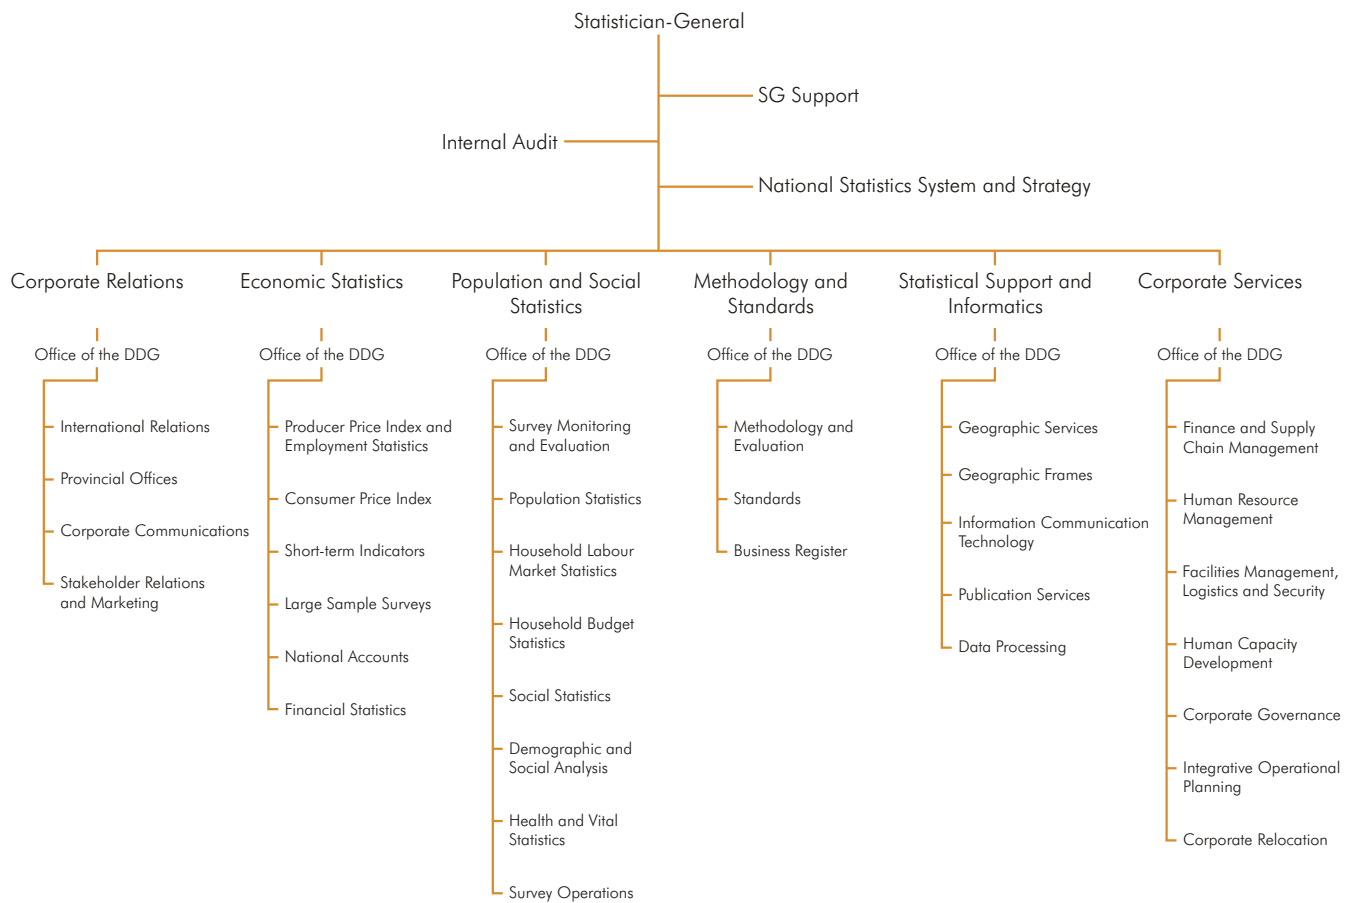 Statistician-General
SG Support
Internal Audit
National Statistics System and Strategy
Corporate Relations
Office of the DDG
International Relations
Provincial Offices
Corporate Communications
Stakeholder Relations
and Marketing
Economic Statistics
Office of the DDG
Producer Price Index and
Employment Statistics
Consumer Price Index
Short-term Indicators
Large Sample Surveys
National Accounts
Financial Statistics
Population and Social
Statistics
Office of the DDG
Survey Monitoring
and Evaluation
Population Statistics
Household Labour
Market Statistics
Household Budget
Statistics
Social Statistics
Demographic and
Social Analysis
Health and Vital
Statistics
Survey Operations
Methodology and
Standards
Office of the DDG
Methodology and
Evaluation
Standards
Business Register
Statistical Support and
Informatics
Office of the DDG
Geographic Services
Geographic Frames
Information Communication
Technology
Publication Services
Data Processing
Corporate Services
Office of the DDG
Finance and Supply
Chain Management
Human Resource
Management
Facilities Management,
Logistics and Security
Human Capacity
Development
Corporate Governance
Integrative Operational
Planning
Corporate Relocation